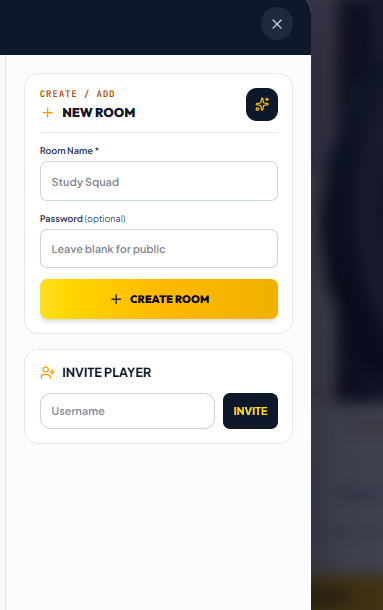 CREATE / ADD
NEW ROOM
Room Name *
Study Squad
Password (optional)
Leave blank for public
CREATE ROOM
INVITE PLAYER
Username
INVITE